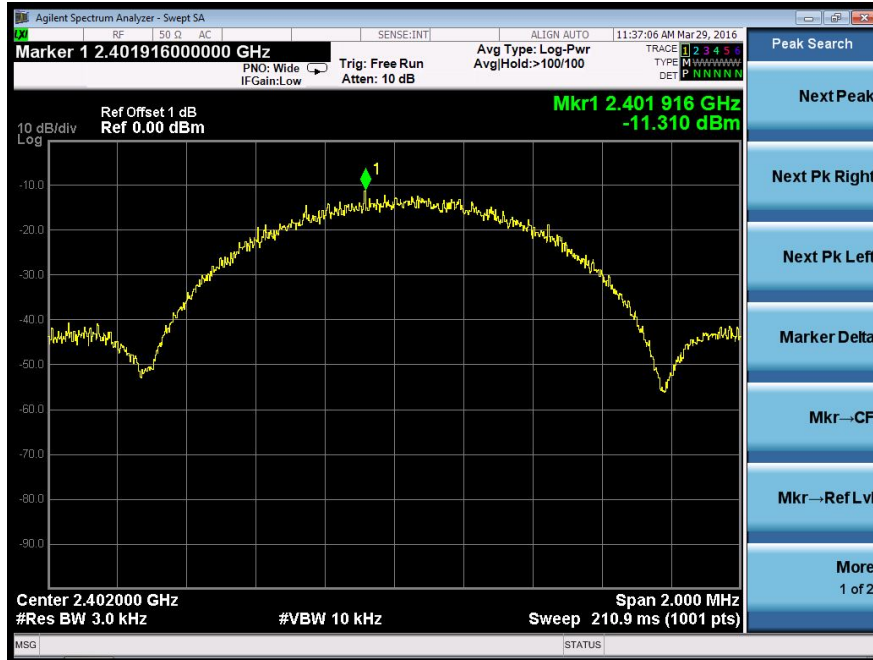 Agilent Spectrum Analyzer - Swept SA
LXI RF 50 Ω AC SENSE:INT ALIGN AUTO 11:37:06 AM Mar 29, 2016
Marker 1 2.401916000000 GHz
PNO: Wide
IFGain:Low
Trig: Free Run
Atten: 10 dB
Avg Type: Log-Pwr
Avg|Hold:>100/100
TRACE 1 2 3 4 5 6
TYPE M WWWWW
DET P N N N N N
Peak Search
Mkr1 2.401 916 GHz
-11.310 dBm
Ref Offset 1 dB
10 dB/div Ref 0.00 dBm
Log
1
-10.0
-20.0
-30.0
-40.0
-50.0
-60.0
-70.0
-80.0
-90.0
Next Peak
Next Pk Right
Next Pk Left
Marker Delta
Mkr→CF
Mkr→Ref Lvl
More
1 of 2
Center 2.402000 GHz Span 2.000 MHz
#Res BW 3.0 kHz #VBW 10 kHz Sweep 210.9 ms (1001 pts)
MSG STATUS